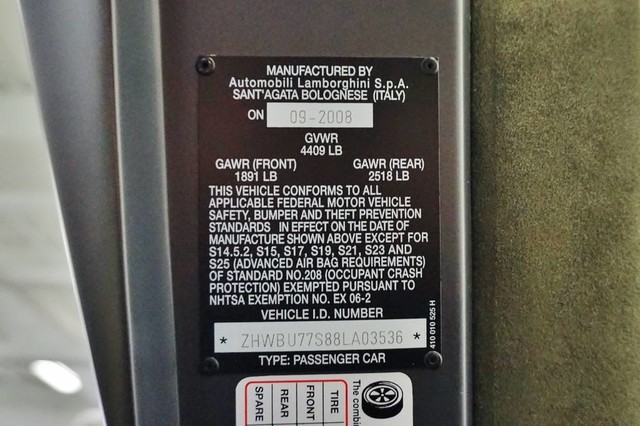 MANUFACTURED BY
Automobili Lamborghini S.p.A.
SANT'AGATA BOLOGNESE (ITALY)
ON 09-2008
GVWR
4409 LB
GAWR (FRONT) GAWR (REAR)
1891 LB 2518 LB
THIS VEHICLE CONFORMS TO ALL
APPLICABLE FEDERAL MOTOR VEHICLE
SAFETY, BUMPER AND THEFT PREVENTION
STANDARDS IN EFFECT ON THE DATE OF
MANUFACTURE SHOWN ABOVE EXCEPT FOR
S14.5.2, S15, S17, S19, S21, S23 AND
S25 (ADVANCED AIR BAG REQUIREMENTS)
OF STANDARD NO.208 (OCCUPANT CRASH
PROTECTION) EXEMPTED PURSUANT TO
NHTSA EXEMPTION NO. EX 06-2
VEHICLE I.D. NUMBER
* ZHWBU77S88LA03536 *
TYPE: PASSENGER CAR
410 010 525 H
TIRE
FRONT
REAR
SPARE
The